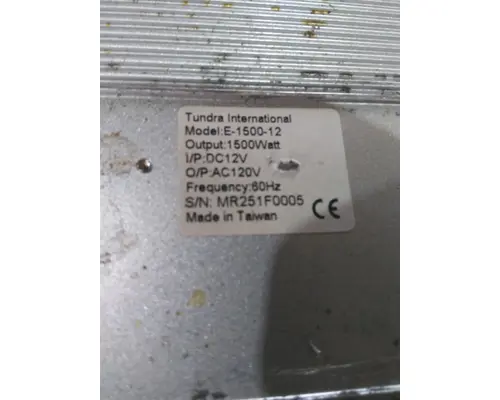 Tundra International
Model:E-1500-12
Output:1500Watt
I/P:DC12V
O/P:AC120V
Frequency:60Hz
S/N: MR251F0005
Made in Taiwan
CE